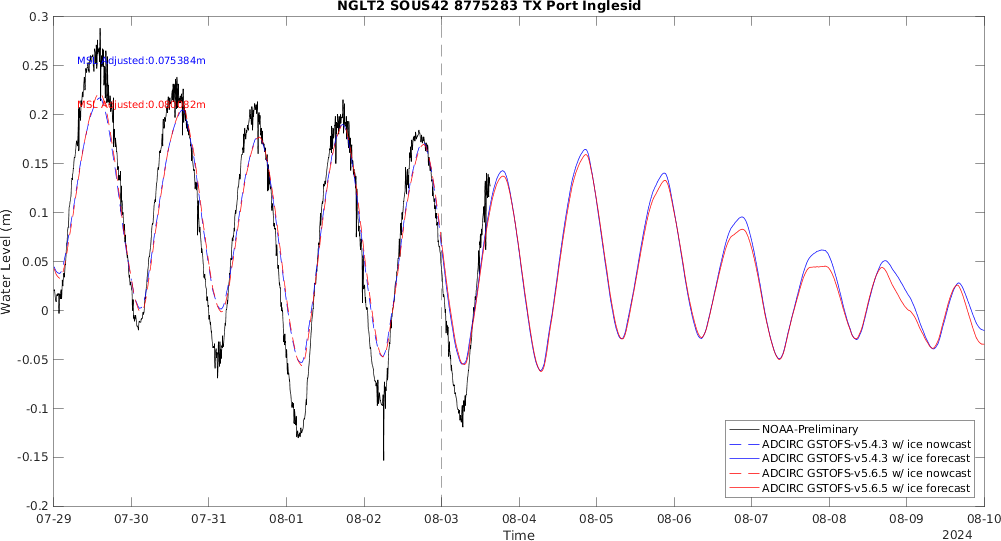 NGLT2 SOUS42 8775283 TX Port Inglesid
Water Level (m)
0.3
0.25
0.2
0.15
0.1
0.05
0
-0.05
-0.1
-0.15
-0.2
MSL Adjusted:0.075384m
MSL
NOAA-Preliminary
ADCIRC GSTOFS-v5.4.3 w/ ice nowcast
ADCIRC GSTOFS-v5.4.3 w/ ice forecast
ADCIRC GSTOFS-v5.6.5 w/ ice nowcast
ADCIRC GSTOFS-v5.6.5 w/ ice forecast
07-29 07-30 07-31 08-01 08-02 08-03 08-04 08-05 08-06 08-07 08-08 08-09 08-10
Time
2024